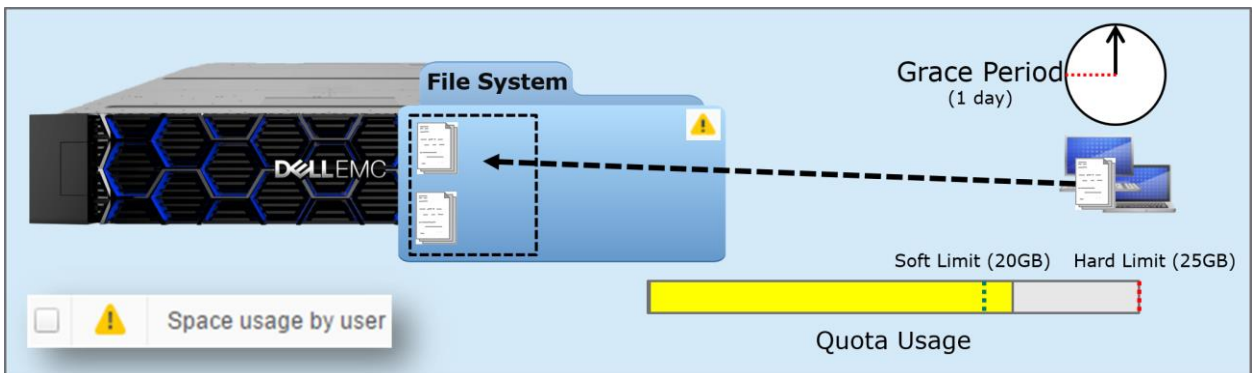 File System
Grace Period
(1 day)
DELLEMC
Soft Limit (20GB) Hard Limit (25GB)
Space usage by user
Quota Usage